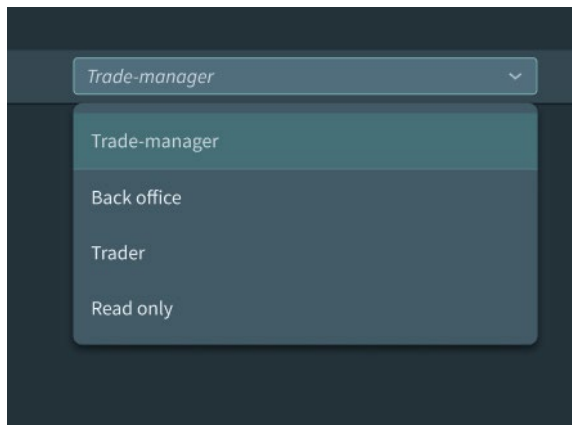 Trade-manager
Trade-manager
Back office
Trader
Read only